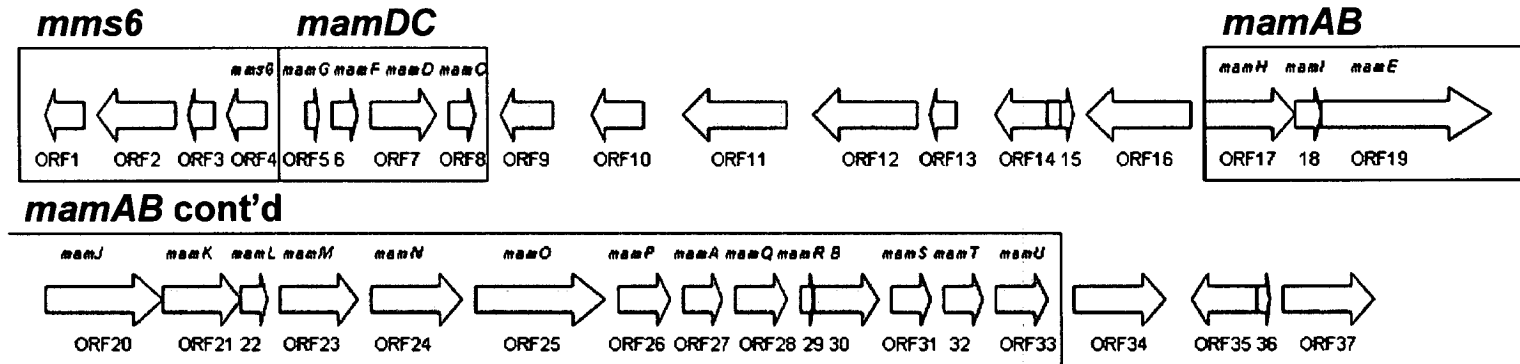 mms6 mamDC mamAB
mms6 mamG mamF mamD mamC mamH mamI mamE
ORF1 ORF2 ORF3 ORF4 ORF5 6 ORF7 ORF8 ORF9 ORF10 ORF11 ORF12 ORF13 ORF14 15 ORF16 ORF17 18 ORF19
mamAB cont'd
mamJ mamK mamL mamM mamN mamO mamP mamA mamQ mamR B mamS mamT mamU
ORF20 ORF21 22 ORF23 ORF24 ORF25 ORF26 ORF27 ORF28 29 30 ORF31 32 ORF33 ORF34 ORF35 36 ORF37